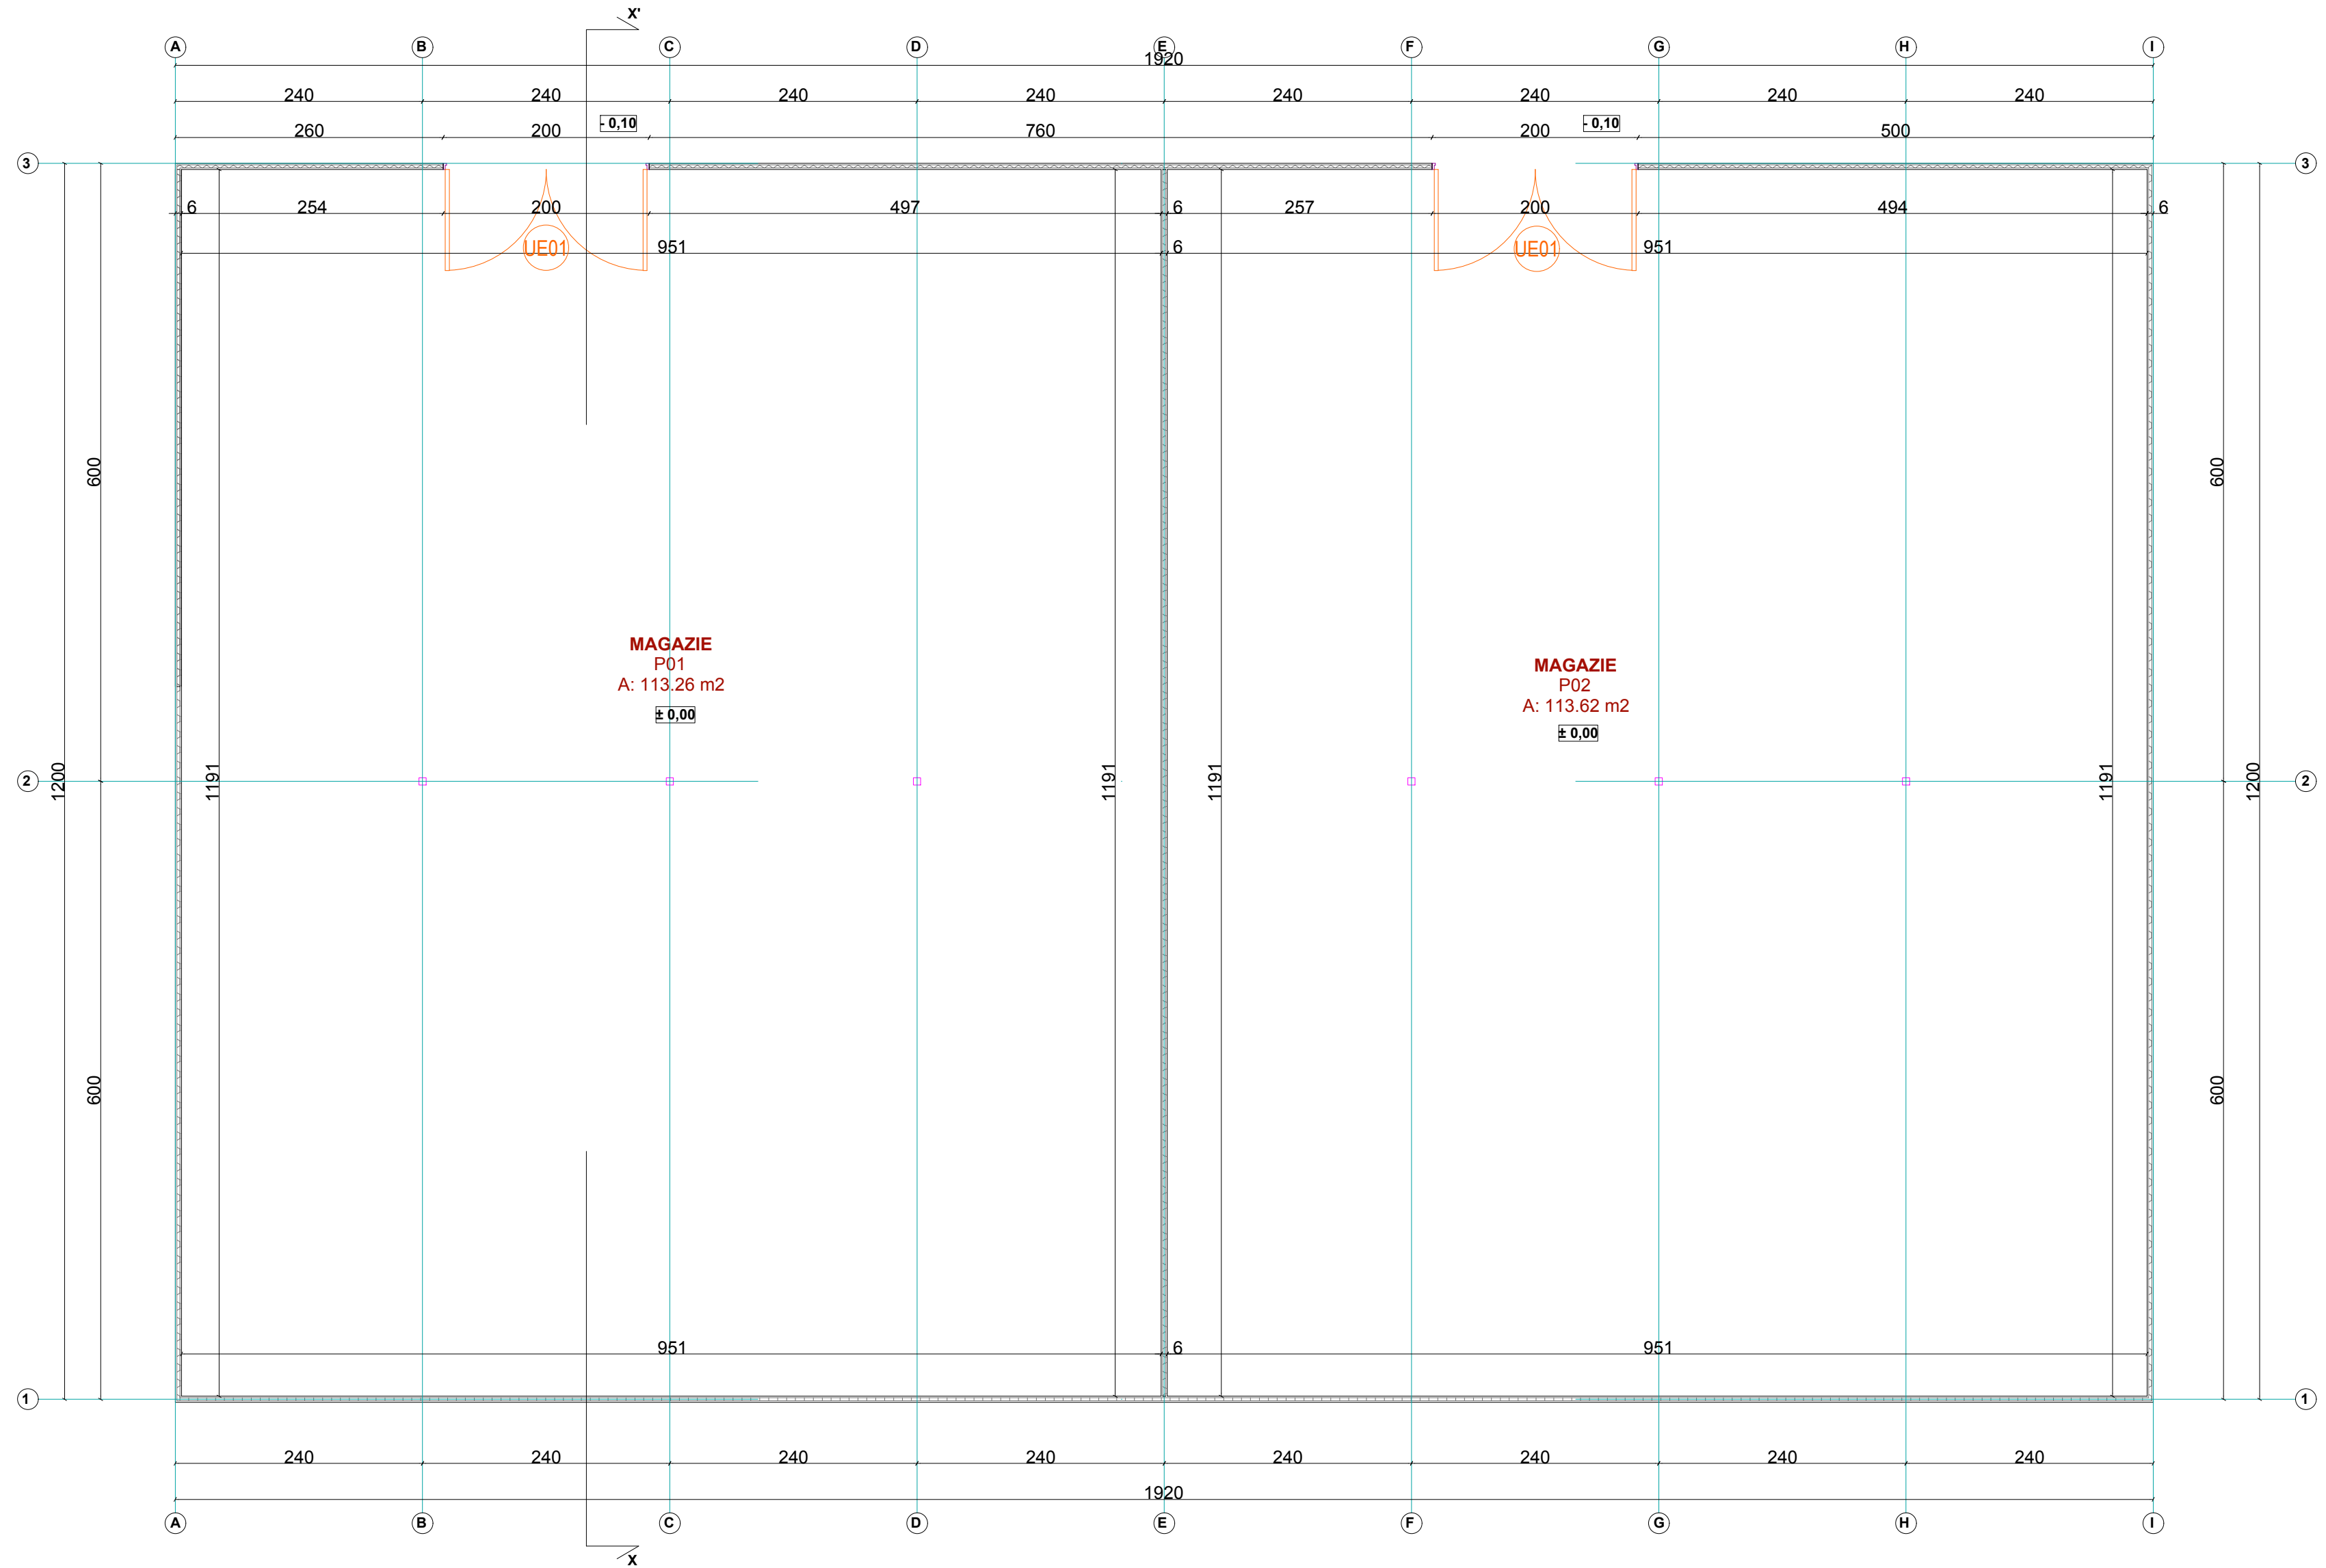 X'
A B C D E F G H I
1920
240 240 240 240 240 240 240 240
260 200 - 0,10 760 200 - 0,10 500
3 3
6 254 200 497 6 257 200 494 6
UE01 951 6 UE01 951
600 600
MAGAZIE
P01
A: 113.26 m2
± 0,00
MAGAZIE
P02
A: 113.62 m2
± 0,00
2 1200 1191 1191 1191 1191 1200 2
600 600
951 6 951
1 1
240 240 240 240 240 240 240 240
1920
A B C D E F G H I
X